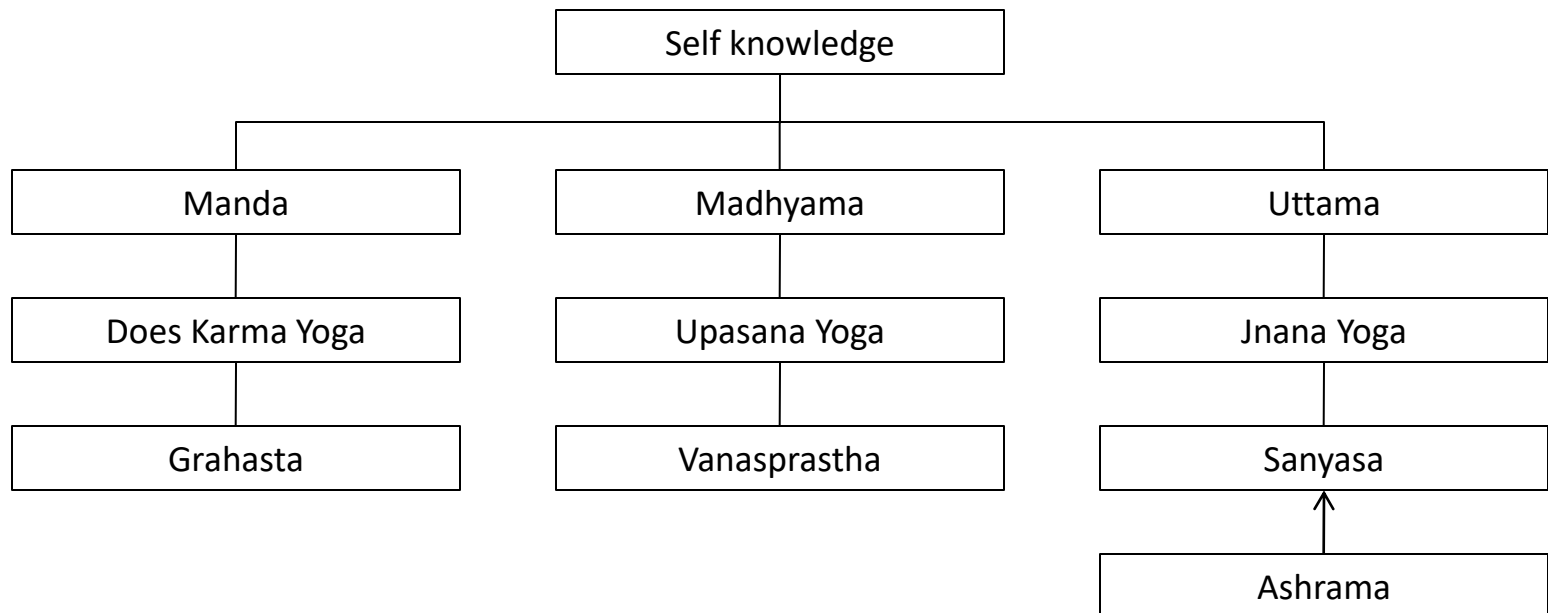 Self knowledge
Manda
Madhyama
Uttama
Does Karma Yoga
Upasana Yoga
Jnana Yoga
Grahasta
Vanasprastha
Sanyasa
Ashrama